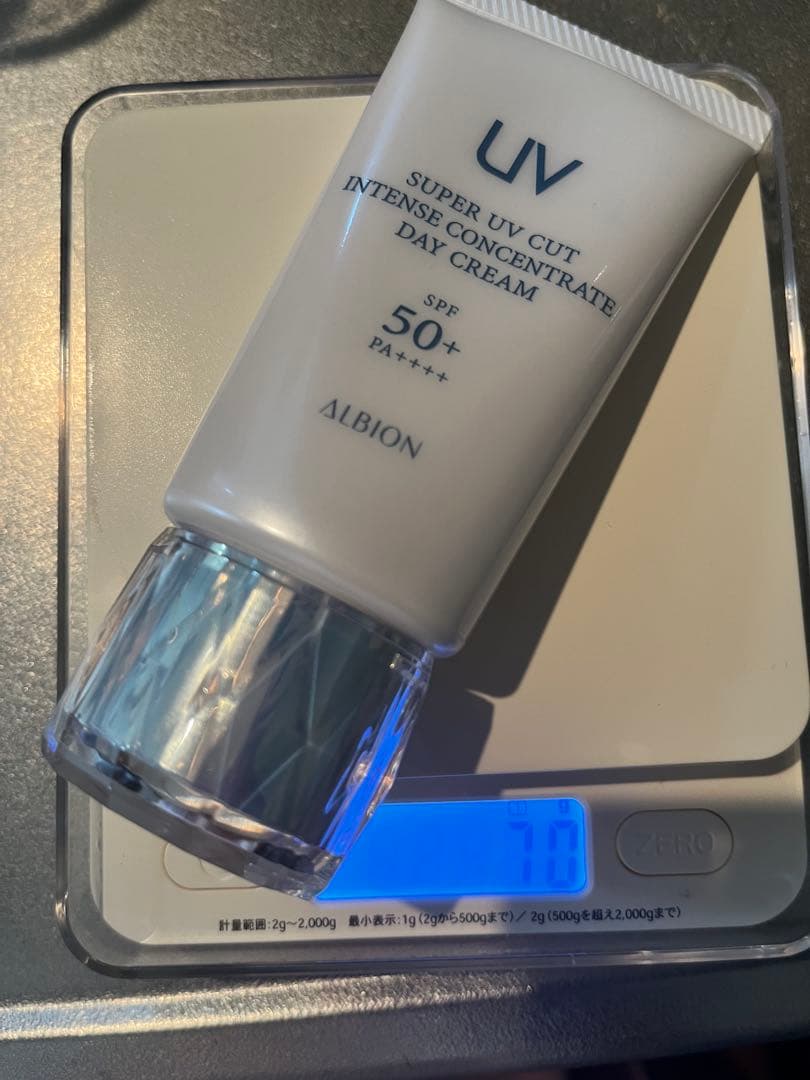 UV
SUPER UV CUT
INTENSE CONCENTRATE
DAY CREAM
SPF
50+
PA++++
ALBION
g
70
ZERO
計量範囲:2g～2,000g 最小表示:1g(2gから500gまで)／2g(500gを超え2,000gまで)